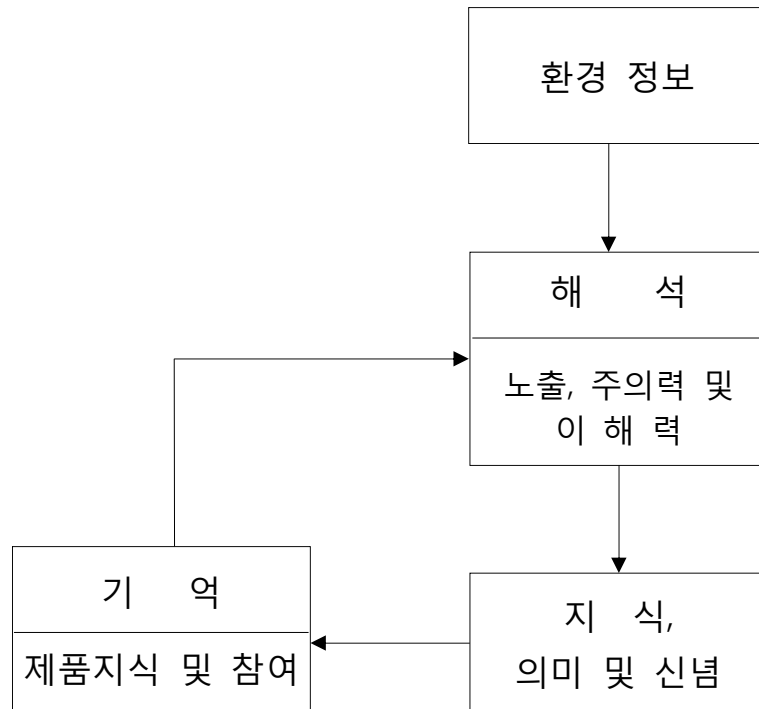 환경 정보
해 석
노출, 주의력 및
이 해 력
기 억
제품지식 및 참여
지 식,
의미 및 신념